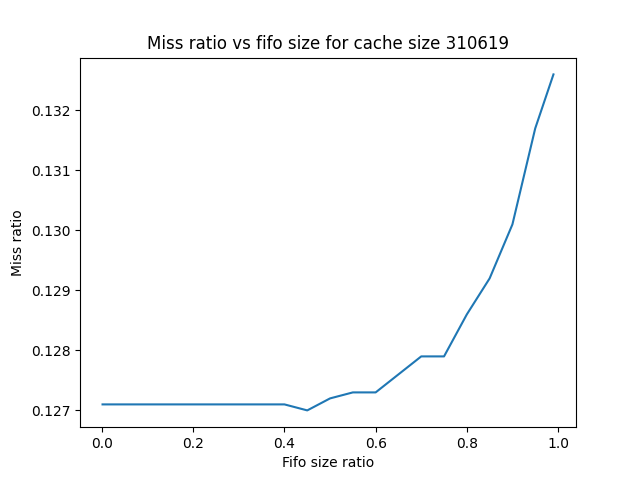 Miss ratio vs fifo size for cache size 310619
0.132
0.131
0.130
0.129
0.128
0.127
Miss ratio
0.0 0.2 0.4 0.6 0.8 1.0
Fifo size ratio